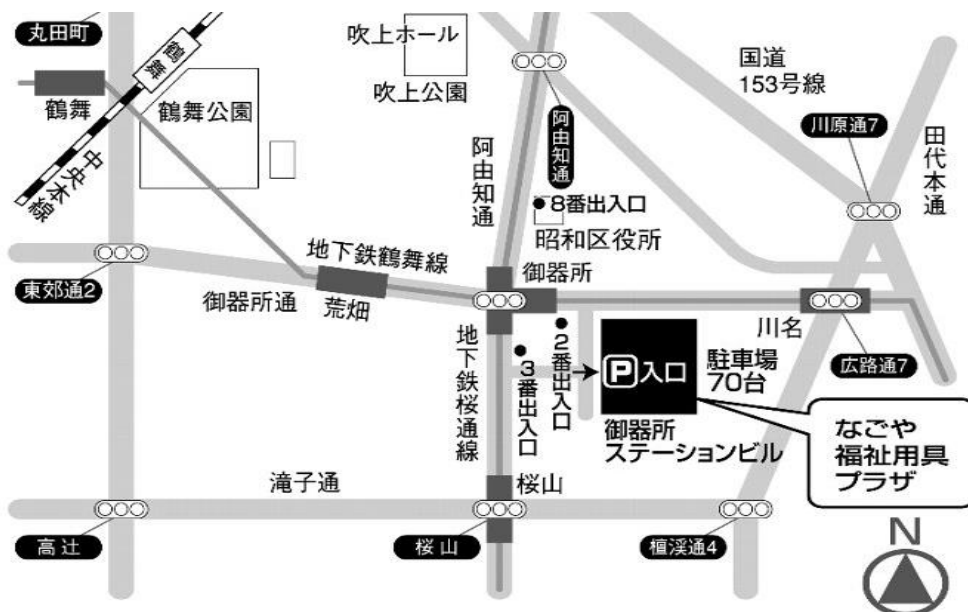 丸田町
鶴舞
鶴舞
中央本線
鶴舞公園
吹上ホール
吹上公園
阿由知通
阿由知通
国道
153号線
川原通7
田代本通
8番出入口
昭和区役所
東郊通2
地下鉄鶴舞線
御器所通
荒畑
御器所
川名
広路通7
地下鉄桜通線
3番出入口
2番出入口
P入口
駐車場
70台
御器所
ステーションビル
なごや
福祉用具
プラザ
滝子通
桜山
高辻
桜山
檀渓通4
N